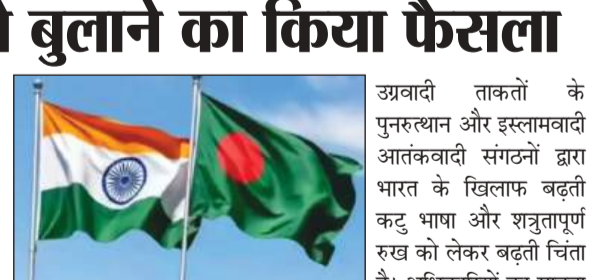 बुलाने का किया फैसला
उग्रवादी ताकतों के
पुनरुत्थान और इस्लामवादी
आतंकवादी संगठनों द्वारा
भारत के खिलाफ बढ़ती
कटु भाषा और शत्रुतापूर्ण
रुख को लेकर बढ़ती चिंता